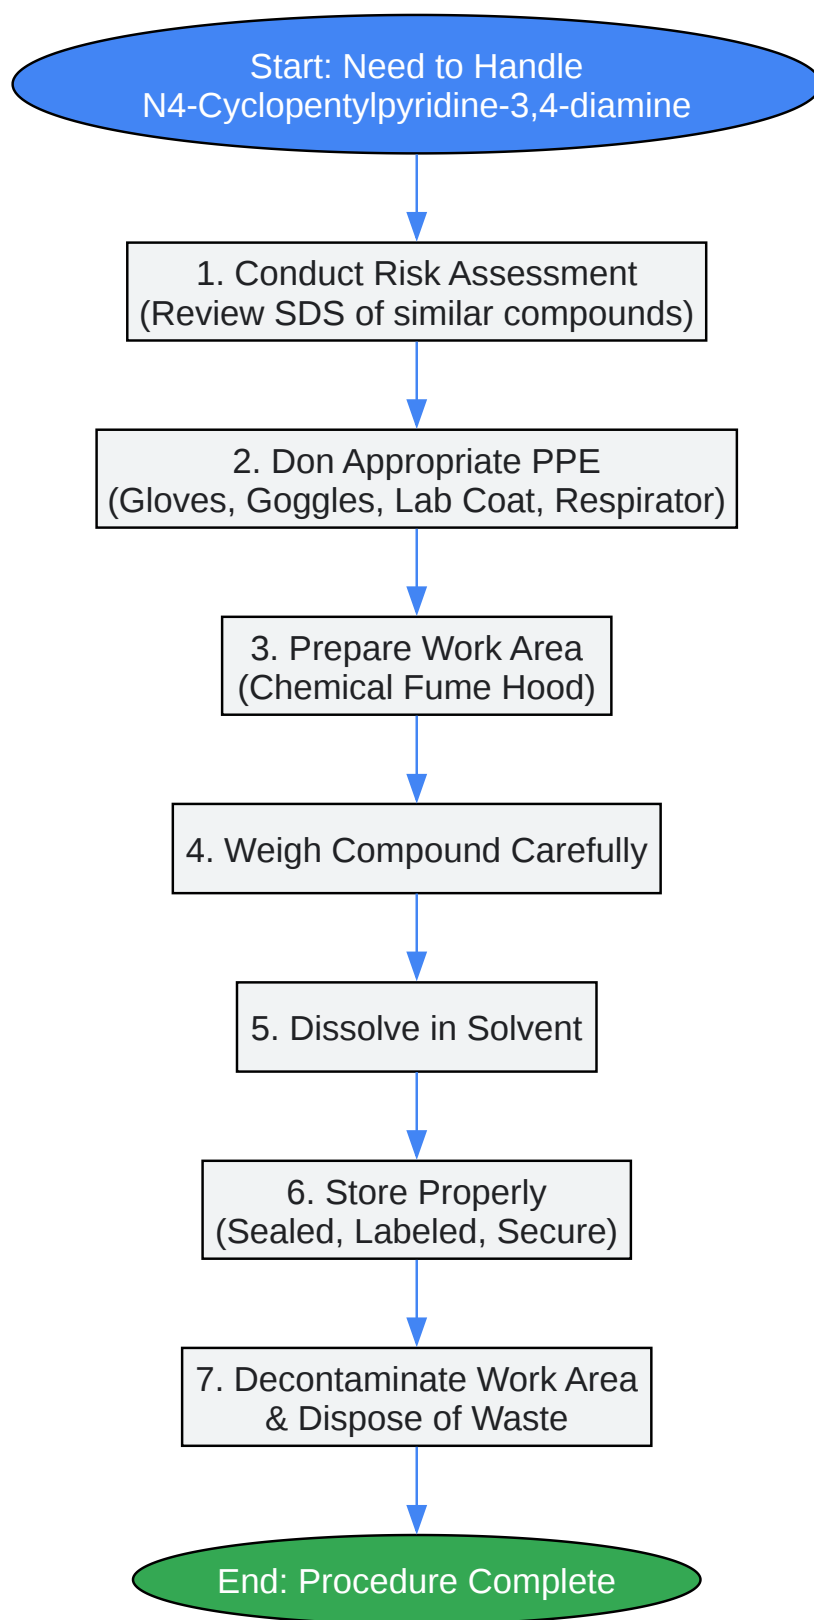 Start: Need to Handle
N4-Cyclopentylpyridine-3,4-diamine
1. Conduct Risk Assessment
(Review SDS of similar compounds)
2. Don Appropriate PPE
(Gloves, Goggles, Lab Coat, Respirator)
3. Prepare Work Area
(Chemical Fume Hood)
4. Weigh Compound Carefully
5. Dissolve in Solvent
6. Store Properly
(Sealed, Labeled, Secure)
7. Decontaminate Work Area
& Dispose of Waste
End: Procedure Complete